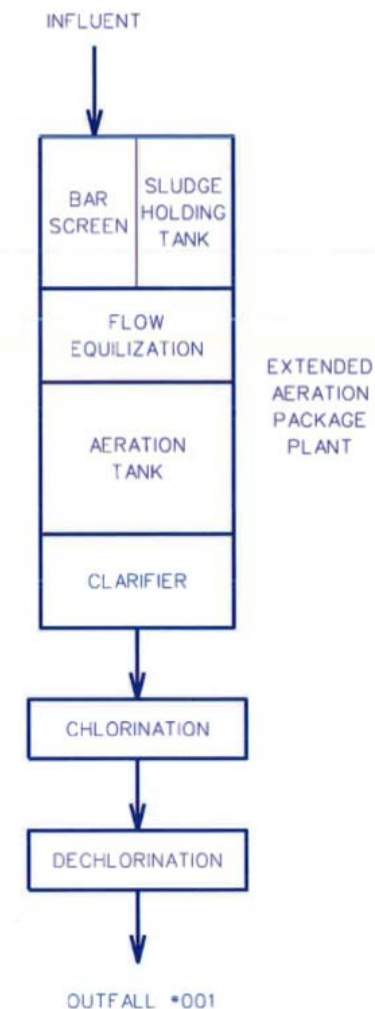 INFLUENT
BAR
SCREEN
SLUDGE
HOLDING
TANK
FLOW
EQUILIZATION
EXTENDED
AERATION
PACKAGE
PLANT
AERATION
TANK
CLARIFIER
CHLORINATION
DECHLORINATION
OUTFALL *001